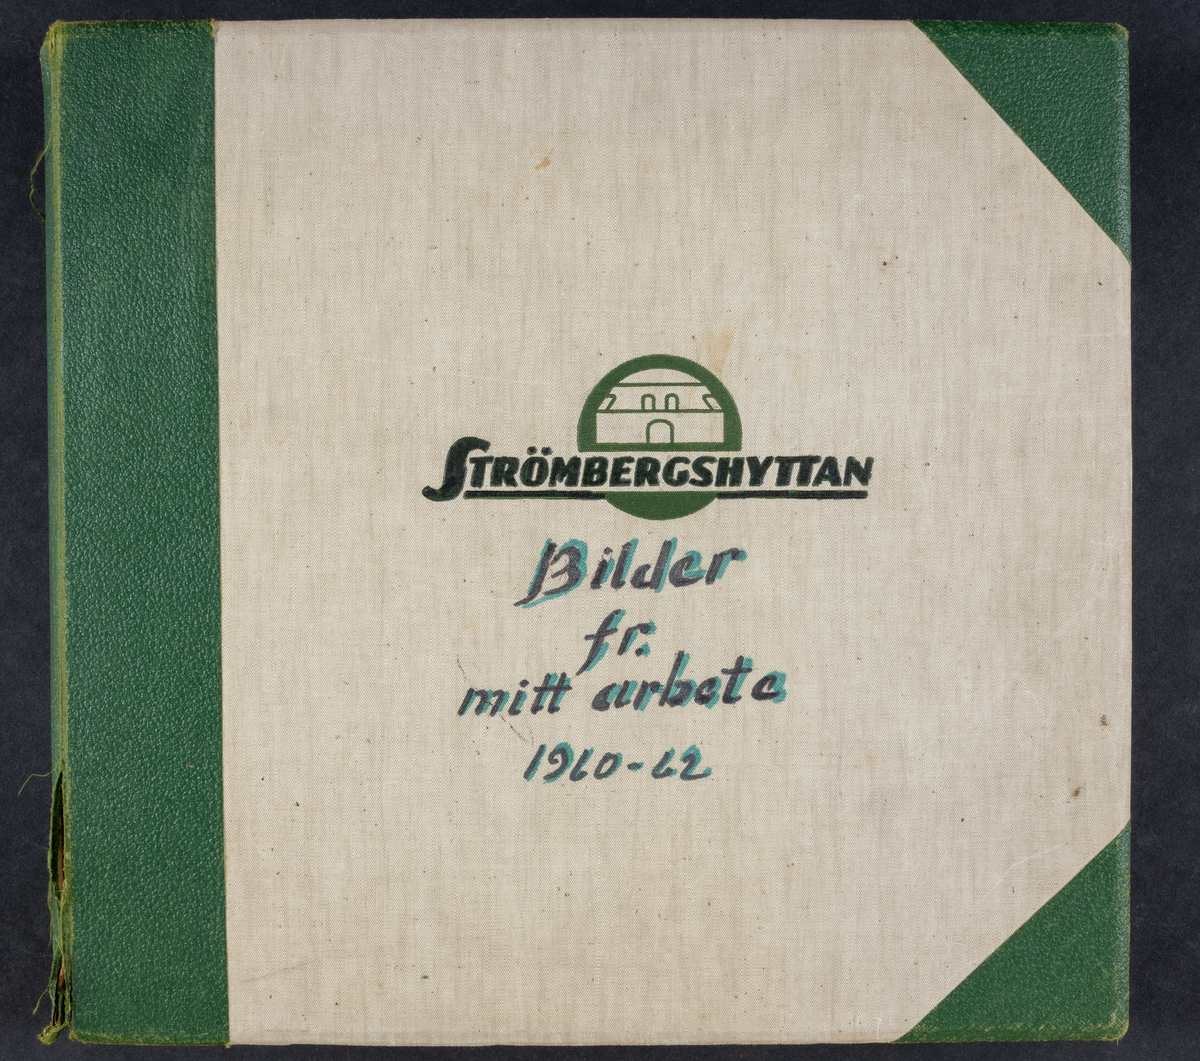 STRÖMBERGSHYTTAN
Bilder
fr.
mitt arbete
1960-62